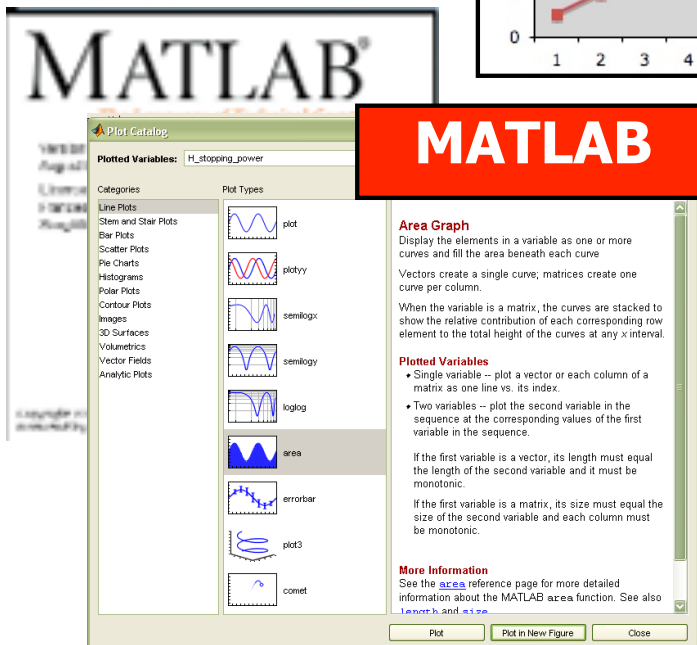 0
1 2 3 4
MATLAB®
MATLAB
Plot Catalog
Plotted Variables: H_stopping_power
Categories
Line Plots
Stem and Stair Plots
Bar Plots
Scatter Plots
Pie Charts
Histograms
Polar Plots
Contour Plots
Images
3D Surfaces
Volumetrics
Vector Fields
Analytic Plots
Plot Types
plot
plotyy
semilogx
semilogy
loglog
area
errorbar
plot3
comet
Area Graph
Display the elements in a variable as one or more
curves and fill the area beneath each curve
Vectors create a single curve; matrices create one
curve per column.
When the variable is a matrix, the curves are stacked to
show the relative contribution of each corresponding row
element to the total height of the curves at any x interval.
Plotted Variables
Single variable -- plot a vector or each column of a
matrix as one line vs. its index.
Two variables -- plot the second variable in the
sequence at the corresponding values of the first
variable in the sequence.
If the first variable is a vector, its length must equal
the length of the second variable and it must be
monotonic.
If the first variable is a matrix, its size must equal the
size of the second variable and each column must
be monotonic.
More Information
See the area reference page for more detailed
information about the MATLAB area function. See also
length and size
Plot
Plot in New Figure
Close